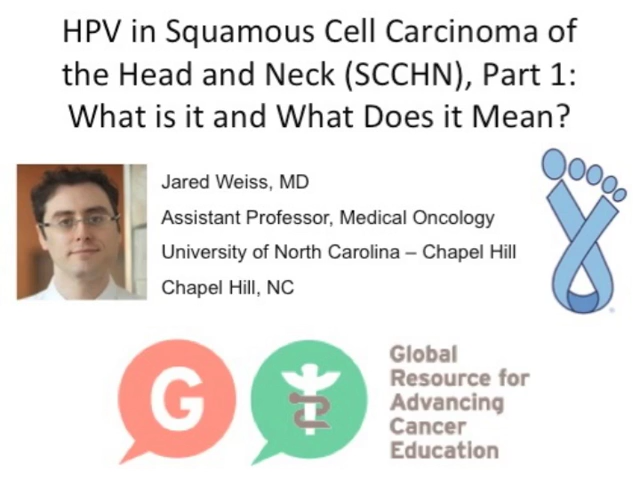 HPV in Squamous Cell Carcinoma of
the Head and Neck (SCCHN), Part 1:
What is it and What Does it Mean?
Jared Weiss, MD
Assistant Professor, Medical Oncology
University of North Carolina – Chapel Hill
Chapel Hill, NC
G
Global
Resource for
Advancing
Cancer
Education